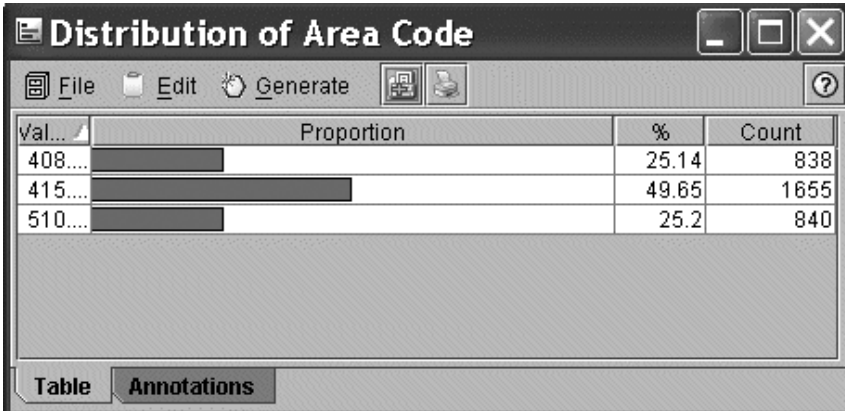 Distribution of Area Code
File Edit Generate
Val... Proportion % Count
408.... 25.14 838
415.... 49.65 1655
510.... 25.2 840
Table Annotations